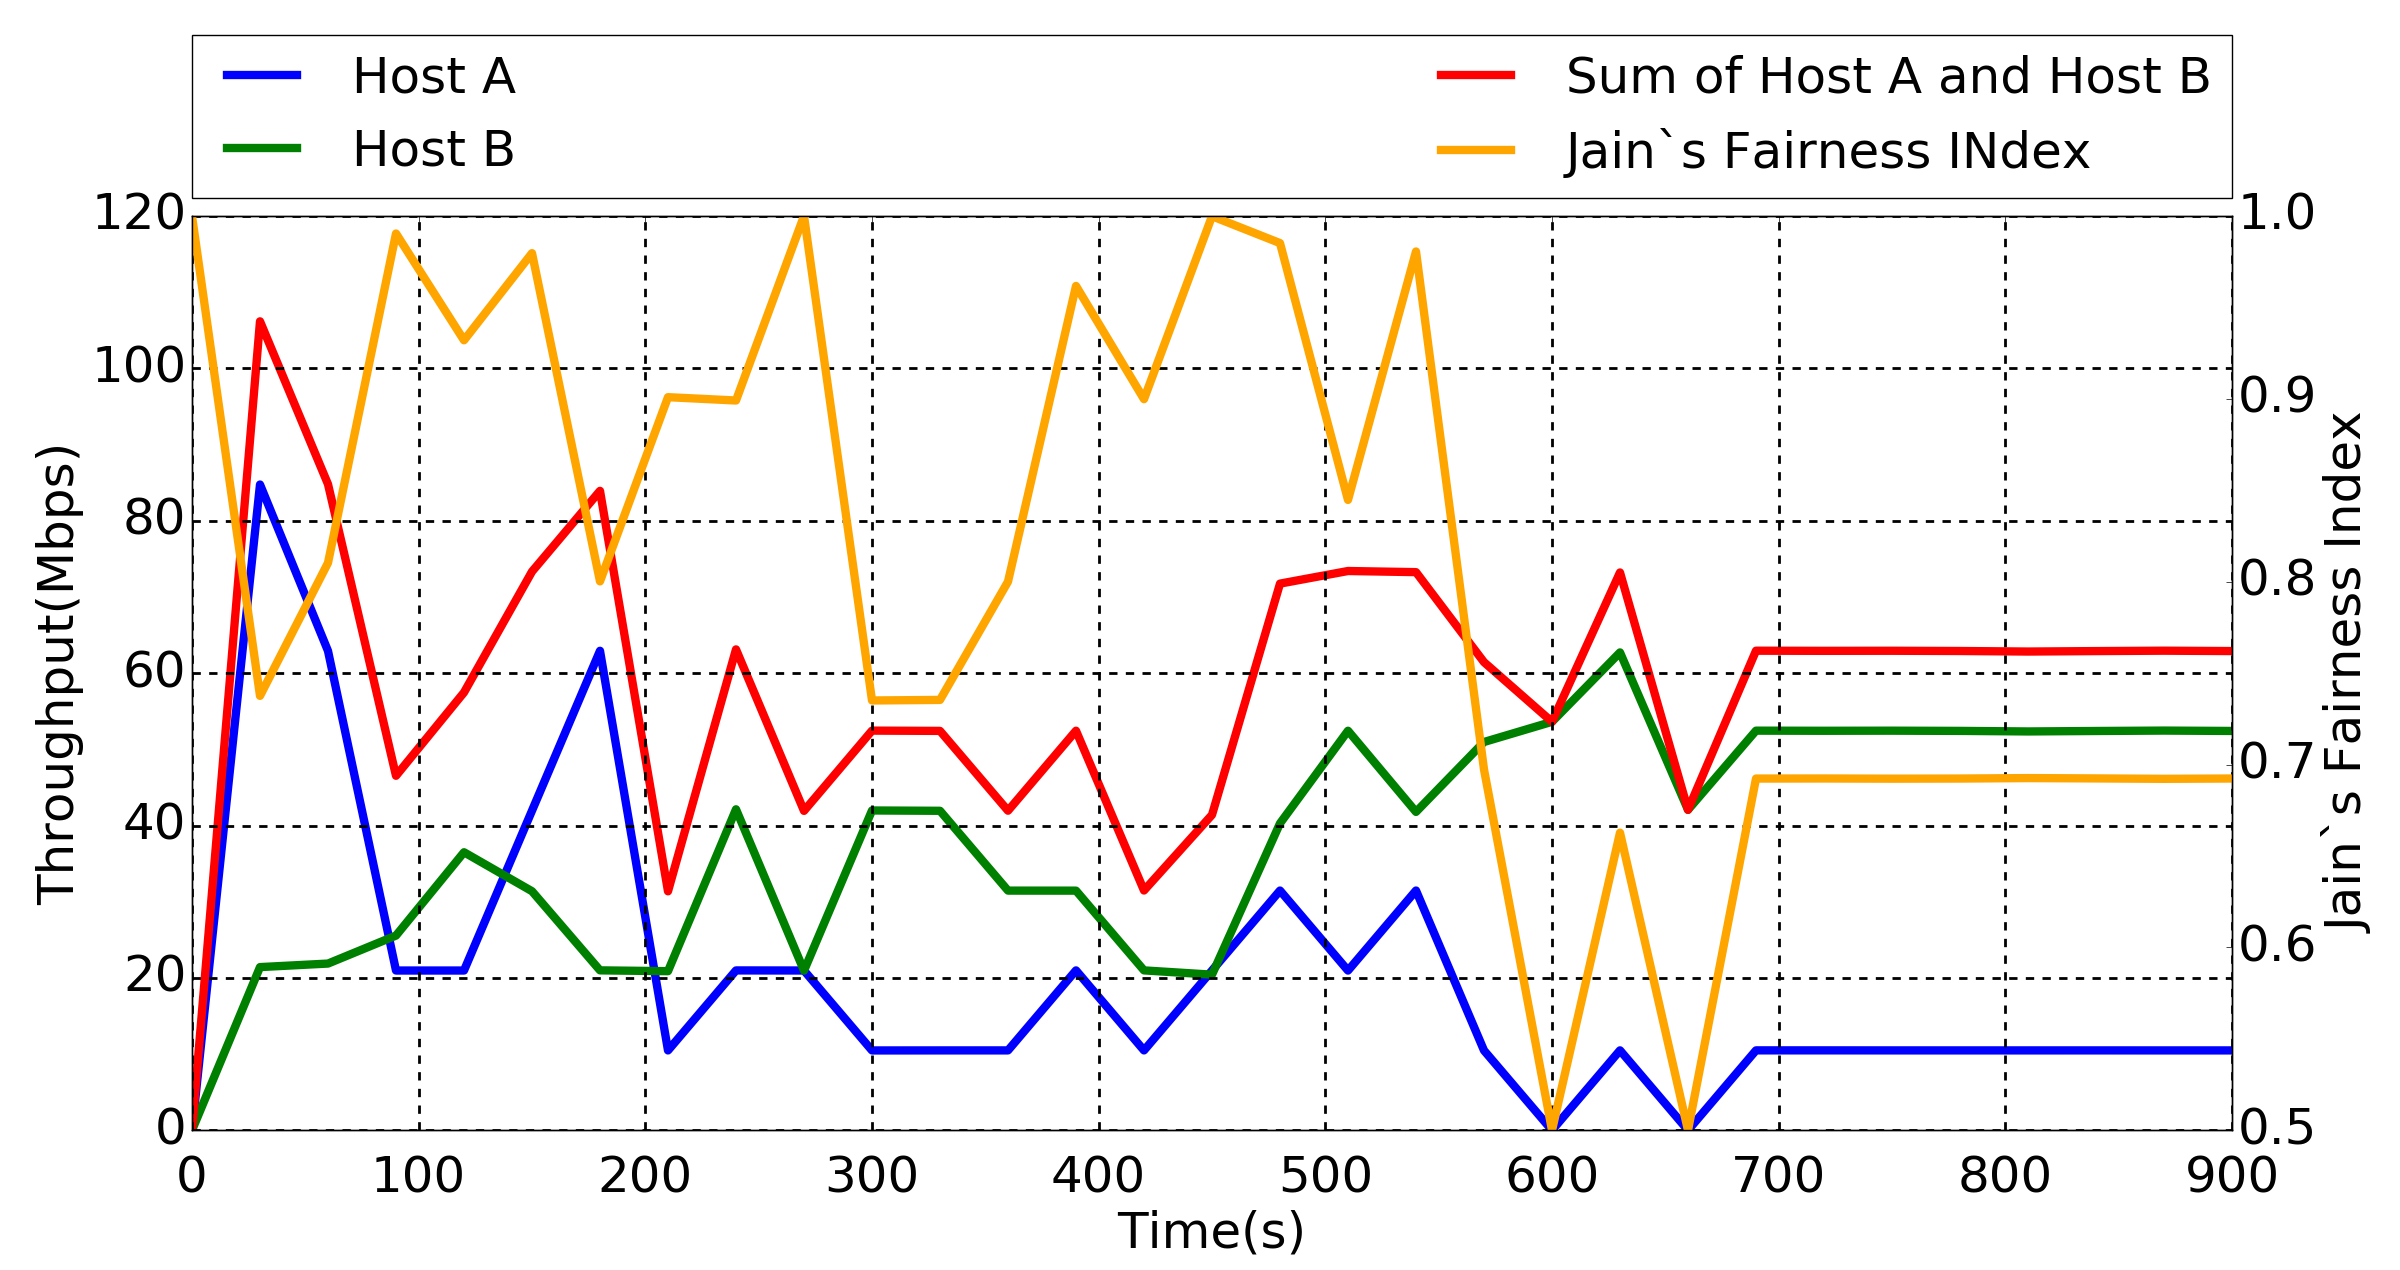 Host A
Host B
Sum of Host A and Host B
Jain`s Fairness INdex
120
100
80
60
40
20
0
Throughput(Mbps)
1.0
0.9
0.8
0.7
0.6
0.5
Jain`s Fairness Index
0 100 200 300 400 500 600 700 800 900
Time(s)